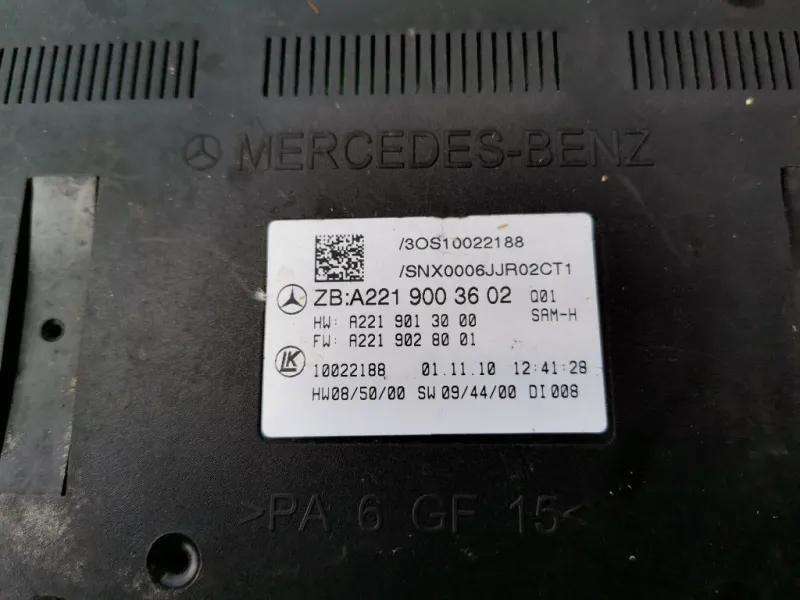 MERCEDES-BENZ
/3OS10022188
/SNX0006JJR02CT1
ZB:A221 900 36 02 Q01
HW: A221 901 30 00 SAM-H
FW: A221 902 80 01
LK
10022188 01.11.10 12:41:28
HW08/50/00 SW 09/44/00 DI 008
>PA 6 GF 15<